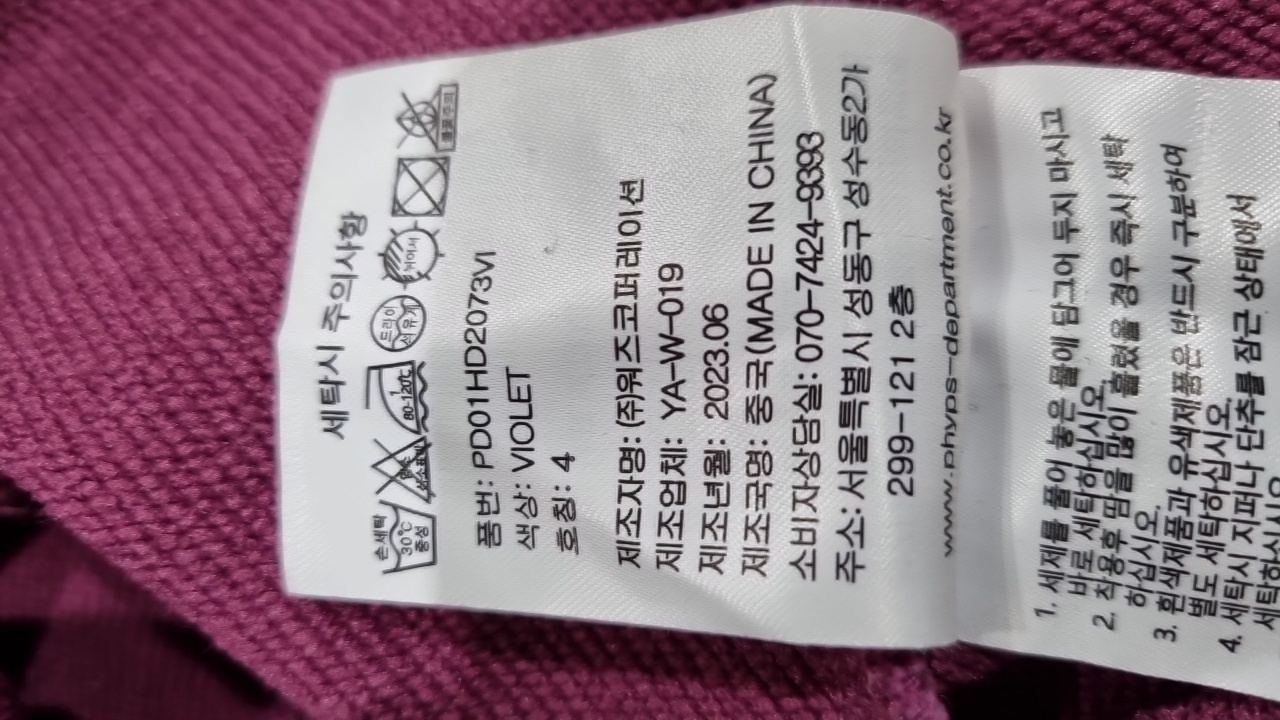 세탁시 주의사항
손세탁
30℃
중성
80-120℃
드라이
석유계
뉘어서
품번: PD01HD2073VI
색상: VIOLET
호칭: 4
제조자명: (주)워즈코퍼레이션
제조업체: YA-W-019
제조년월: 2023.06
제조국명: 중국(MADE IN CHINA)
소비자상담실: 070-7424-9393
주소: 서울특별시 성동구 성수동2가
299-121 2층
www.phyps-department.co.kr
1. 세제를 풀어 놓은 물에 담그어 두지 마시고
바로 세탁하십시오.
2. 착용후 땀을 많이 흘렸을 경우 즉시 세탁
하십시오.
3. 흰색제품과 유색제품은 반드시 구분하여
별도 세탁하십시오.
4. 세탁시 지퍼나 단추를 잠근 상태에서
세탁하십시오.